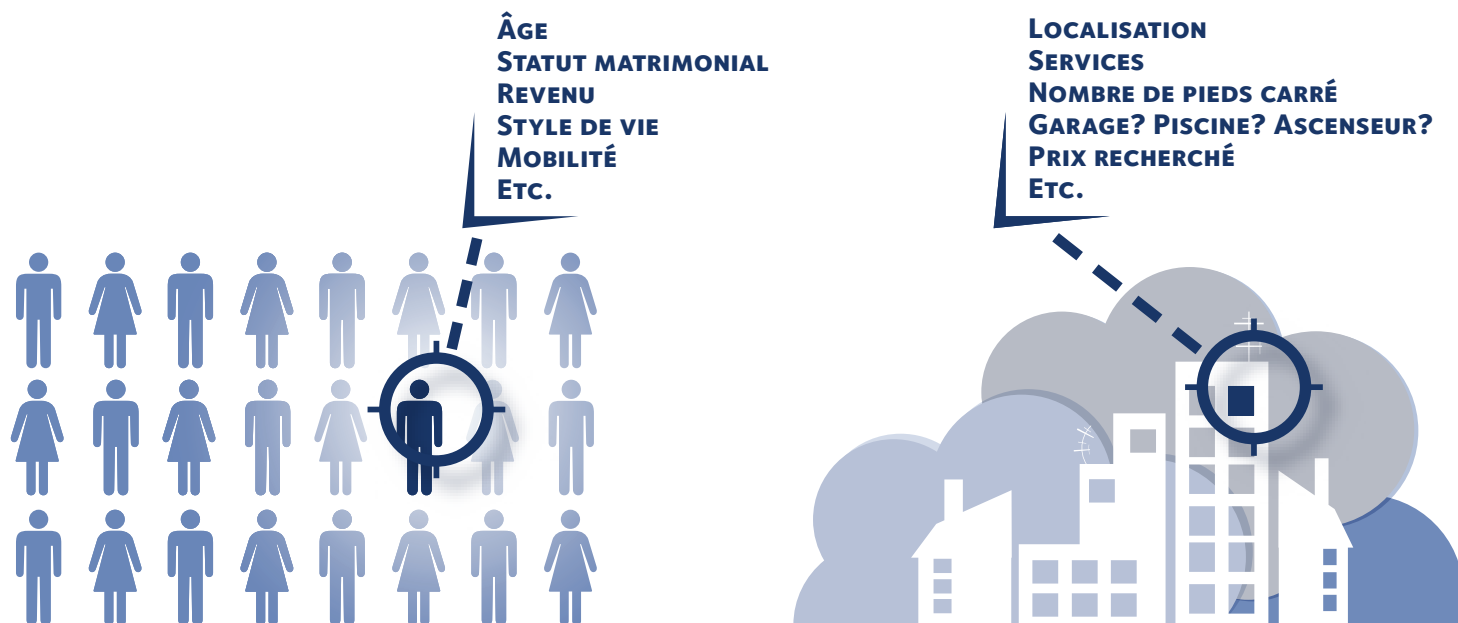 Âge
Statut matrimonial
Revenu
Style de vie
Mobilité
Etc.
Localisation
Services
Nombre de pieds carré
Garage? Piscine? Ascenseur?
Prix recherché
Etc.